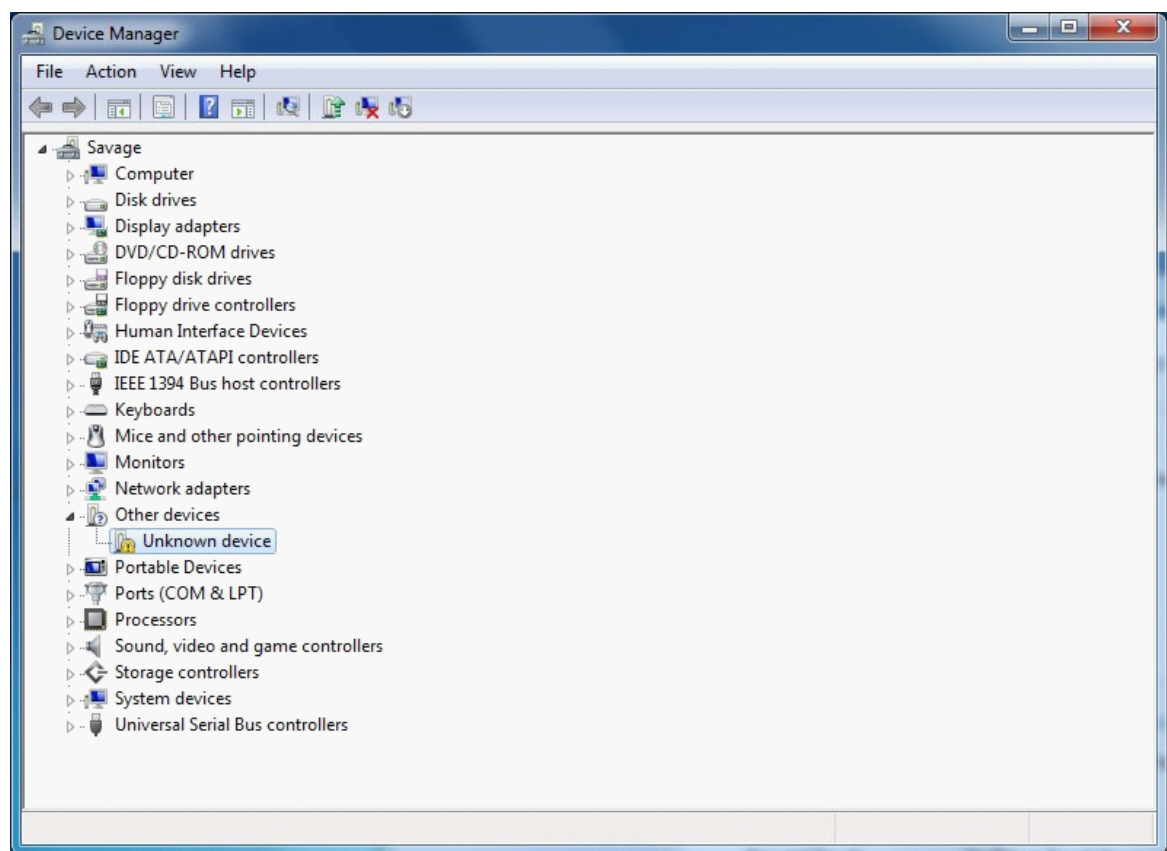 Device Manager
File Action View Help
Savage
Computer
Disk drives
Display adapters
DVD/CD-ROM drives
Floppy disk drives
Floppy drive controllers
Human Interface Devices
IDE ATA/ATAPI controllers
IEEE 1394 Bus host controllers
Keyboards
Mice and other pointing devices
Monitors
Network adapters
Other devices
Unknown device
Portable Devices
Ports (COM & LPT)
Processors
Sound, video and game controllers
Storage controllers
System devices
Universal Serial Bus controllers